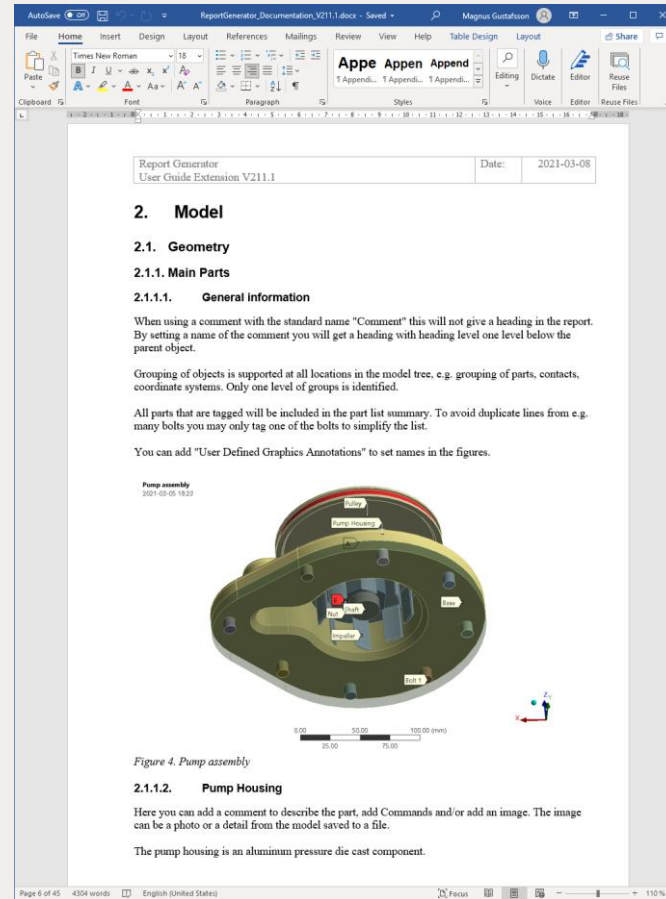 AutoSave Off ReportGenerator_Documentation_V211.1.docx - Saved Magnus Gustafsson
File Home Insert Design Layout References Mailings Review View Help Table Design Layout Share
Times New Roman 18
Paste Editing Dictate Editor Reuse Files
Appe Appen Append
1 Appendi... 1 Appendi... 1 Appendi...
Clipboard Font Paragraph Styles Voice Editor Reuse Files
Report Generator Date: 2021-03-08
User Guide Extension V211.1
2. Model
2.1. Geometry
2.1.1. Main Parts
2.1.1.1. General information
When using a comment with the standard name "Comment" this will not give a heading in the report.
By setting a name of the comment you will get a heading with heading level one level below the
parent object.
Grouping of objects is supported at all locations in the model tree, e.g. grouping of parts, contacts,
coordinate systems. Only one level of groups is identified.
All parts that are tagged will be included in the part list summary. To avoid duplicate lines from e.g.
many bolts you may only tag one of the bolts to simplify the list.
You can add "User Defined Graphics Annotations" to set names in the figures.
Pump assembly
2021-03-05 18:23
Pulley
Pump Housing
A
Base
Nut Shaft
Impeller
Bolt 1
Z
Y
X
0.00 50.00 100.00 (mm)
25.00 75.00
Figure 4. Pump assembly
2.1.1.2. Pump Housing
Here you can add a comment to describe the part, add Commands and/or add an image. The image
can be a photo or a detail from the model saved to a file.
The pump housing is an aluminum pressure die cast component.
Page 6 of 45 4304 words English (United States) Focus 110%